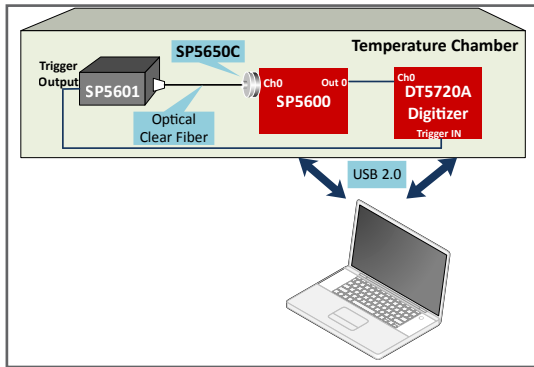 SP5650C
Temperature Chamber
Trigger
Output
SP5601
Ch0
Out 0
SP5600
Ch0
DT5720A
Digitizer
Trigger IN
Optical
Clear Fiber
USB 2.0